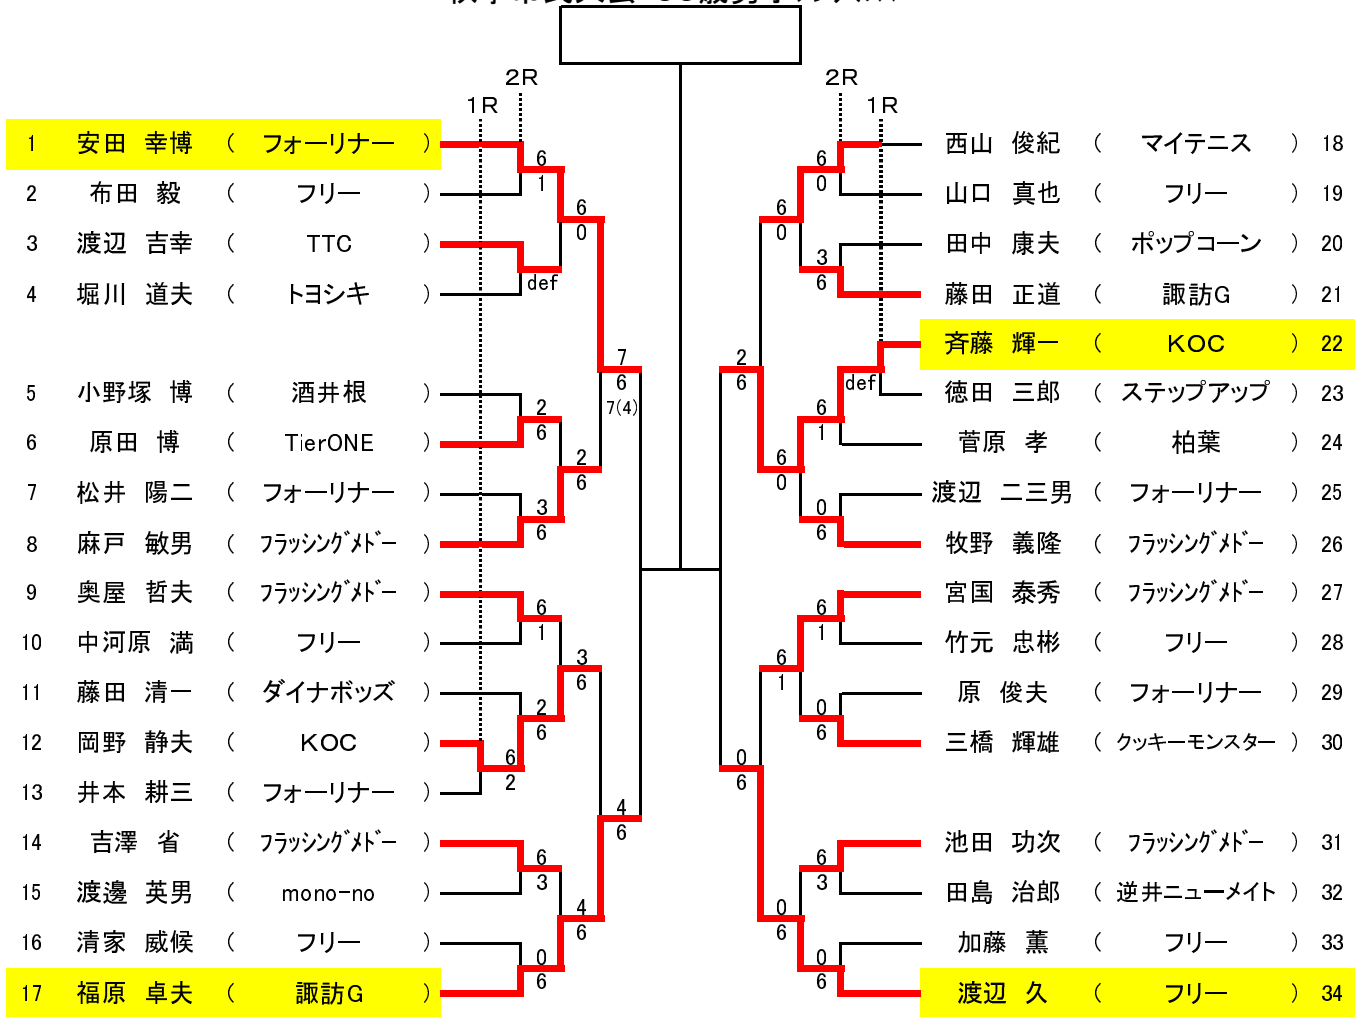 2R 2R
1R 1R
1 安田 幸博 ( フォーリナー )
2 布田 毅 ( フリー )
3 渡辺 吉幸 ( TTC )
4 堀川 道夫 ( トヨシキ )
5 小野塚 博 ( 酒井根 )
6 原田 博 ( TierONE )
7 松井 陽二 ( フォーリナー )
8 麻戸 敏男 ( フラッシングメドー )
9 奥屋 哲夫 ( フラッシングメドー )
10 中河原 満 ( フリー )
11 藤田 清一 ( ダイナボッズ )
12 岡野 静夫 ( KOC )
13 井本 耕三 ( フォーリナー )
14 吉澤 省 ( フラッシングメドー )
15 渡邊 英男 ( mono-no )
16 清家 威候 ( フリー )
17 福原 卓夫 ( 諏訪G )
6
1
def
2
6
3
6
6
1
2
6
6
2
6
3
0
6
6
0
2
6
3
6
4
6
7
6
7(4)
4
6
西山 俊紀 ( マイテニス ) 18
山口 真也 ( フリー ) 19
田中 康夫 ( ポップコーン ) 20
藤田 正道 ( 諏訪G ) 21
斉藤 輝一 ( KOC ) 22
徳田 三郎 ( ステップアップ ) 23
菅原 孝 ( 柏葉 ) 24
渡辺 二三男 ( フォーリナー ) 25
牧野 義隆 ( フラッシングメドー ) 26
宮国 泰秀 ( フラッシングメドー ) 27
竹元 忠彬 ( フリー ) 28
原 俊夫 ( フォーリナー ) 29
三橋 輝雄 ( クッキーモンスター ) 30
池田 功次 ( フラッシングメドー ) 31
田島 治郎 ( 逆井ニューメイト ) 32
加藤 薫 ( フリー ) 33
渡辺 久 ( フリー ) 34
6
0
3
6
def
6
1
0
6
6
1
0
6
6
3
0
6
6
0
6
0
6
1
0
6
2
6
0
6